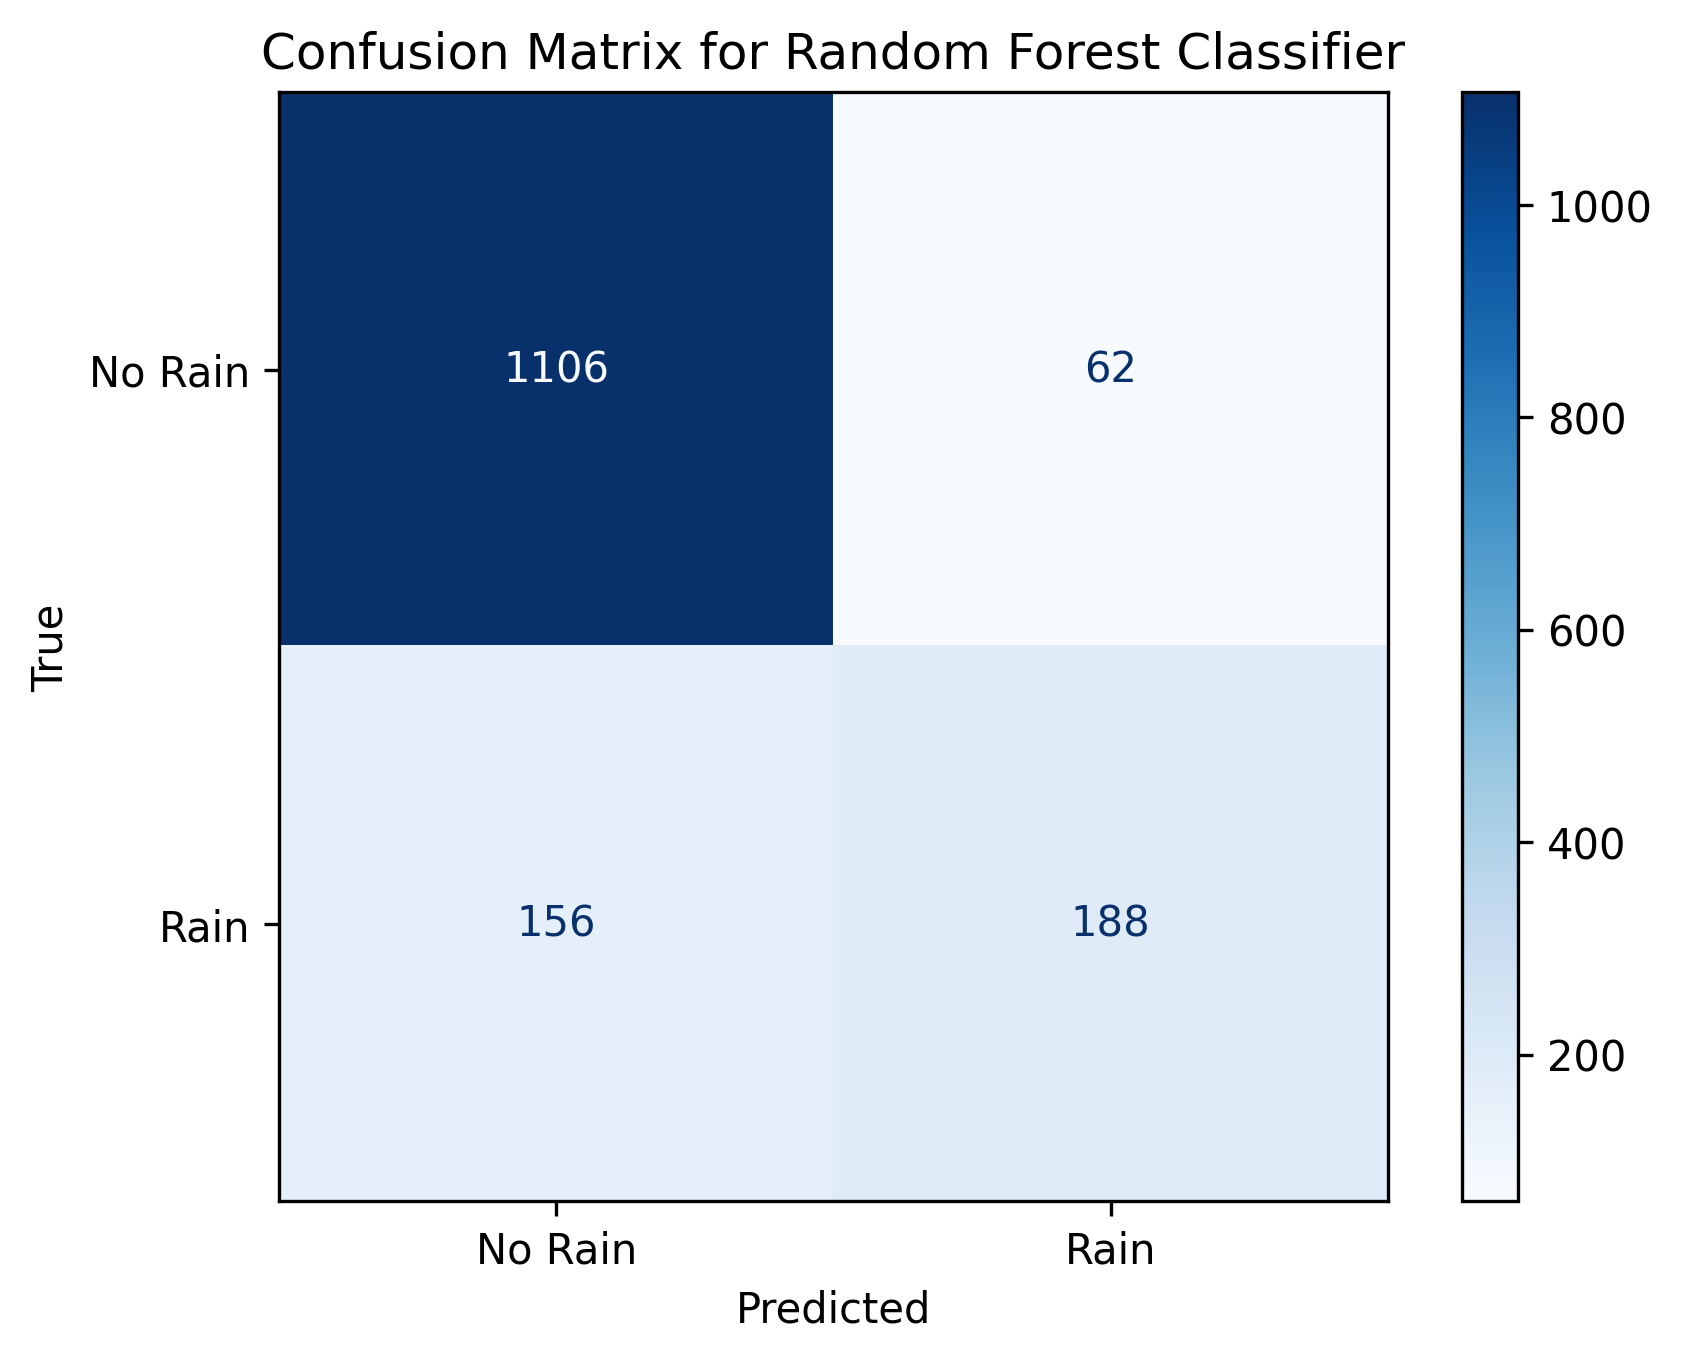 Confusion Matrix for Random Forest Classifier
1000
No Rain
1106
62
800
600
True
400
Rain
156
188
200
No Rain
Rain
Predicted